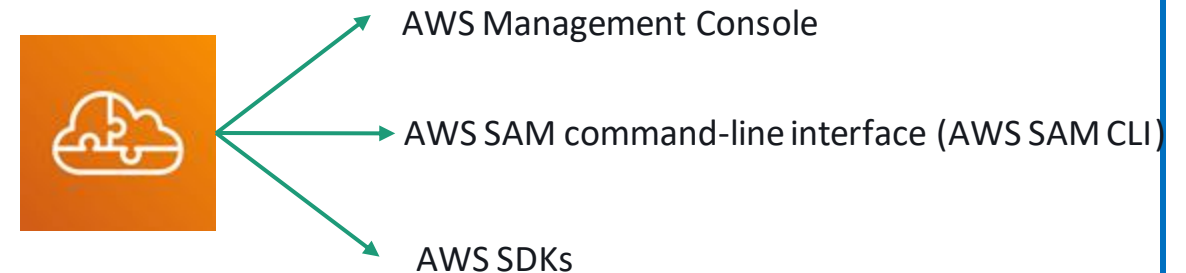 AWS Management Console
AWS SAM command-line interface (AWS SAM CLI)
AWS SDKs